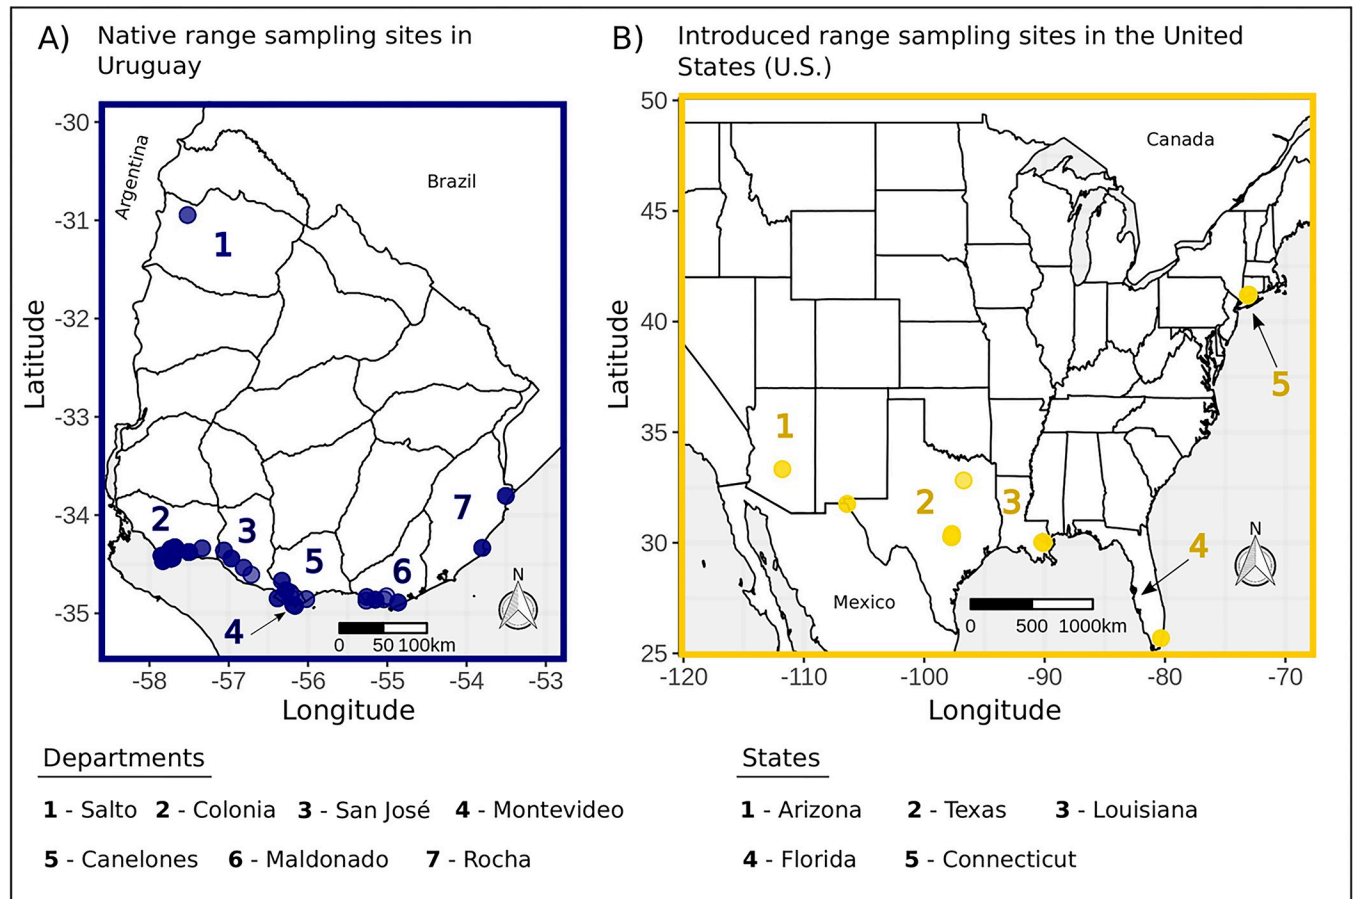 A) Native range sampling sites in
Uruguay
-30
-31
-32
-33
-34
-35
Latitude
Argentina
Brazil
1
2
3
4
5
6
7
N
0 50 100km
-58 -57 -56 -55 -54 -53
Longitude
B) Introduced range sampling sites in the United
States (U.S.)
50
45
40
35
30
25
Latitude
Canada
Mexico
1
2
3
4
5
N
0 500 1000km
-120 -110 -100 -90 -80 -70
Longitude
Departments
1 - Salto 2 - Colonia 3 - San José 4 - Montevideo
5 - Canelones 6 - Maldonado 7 - Rocha
States
1 - Arizona 2 - Texas 3 - Louisiana
4 - Florida 5 - Connecticut